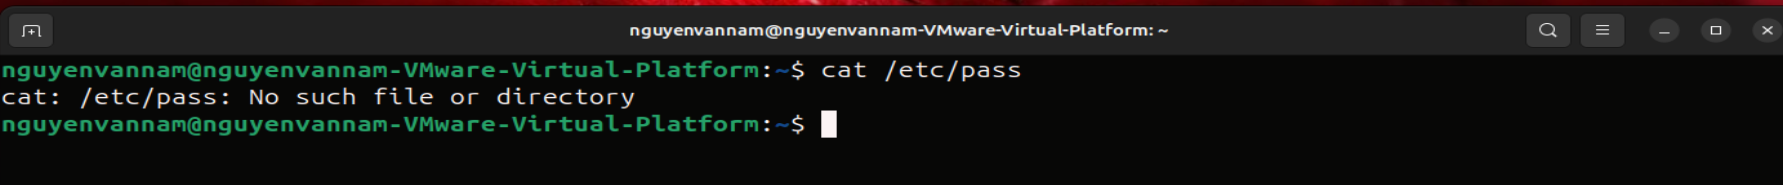 nguyenvannam@nguyenvannam-VMware-Virtual-Platform: ~
nguyenvannam@nguyenvannam-VMware-Virtual-Platform:~$ cat /etc/pass
cat: /etc/pass: No such file or directory
nguyenvannam@nguyenvannam-VMware-Virtual-Platform:~$